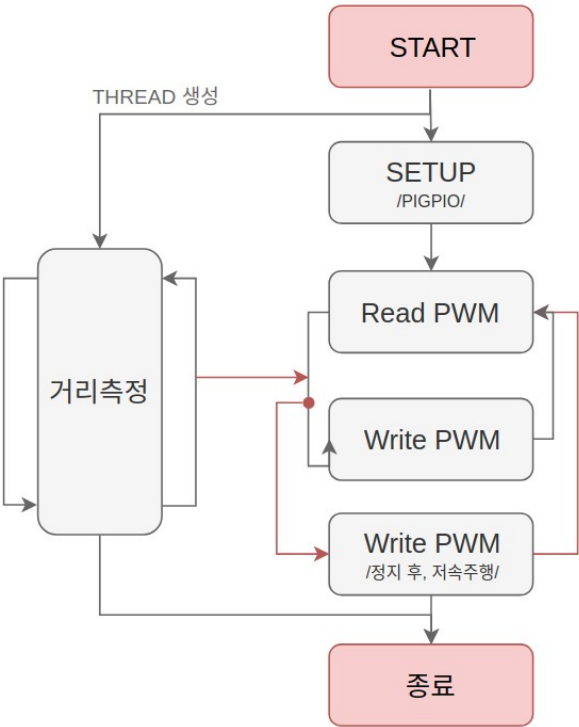 START
THREAD 생성
SETUP
/PIGPIO/
Read PWM
거리측정
Write PWM
Write PWM
/정지 후, 저속주행/
종료